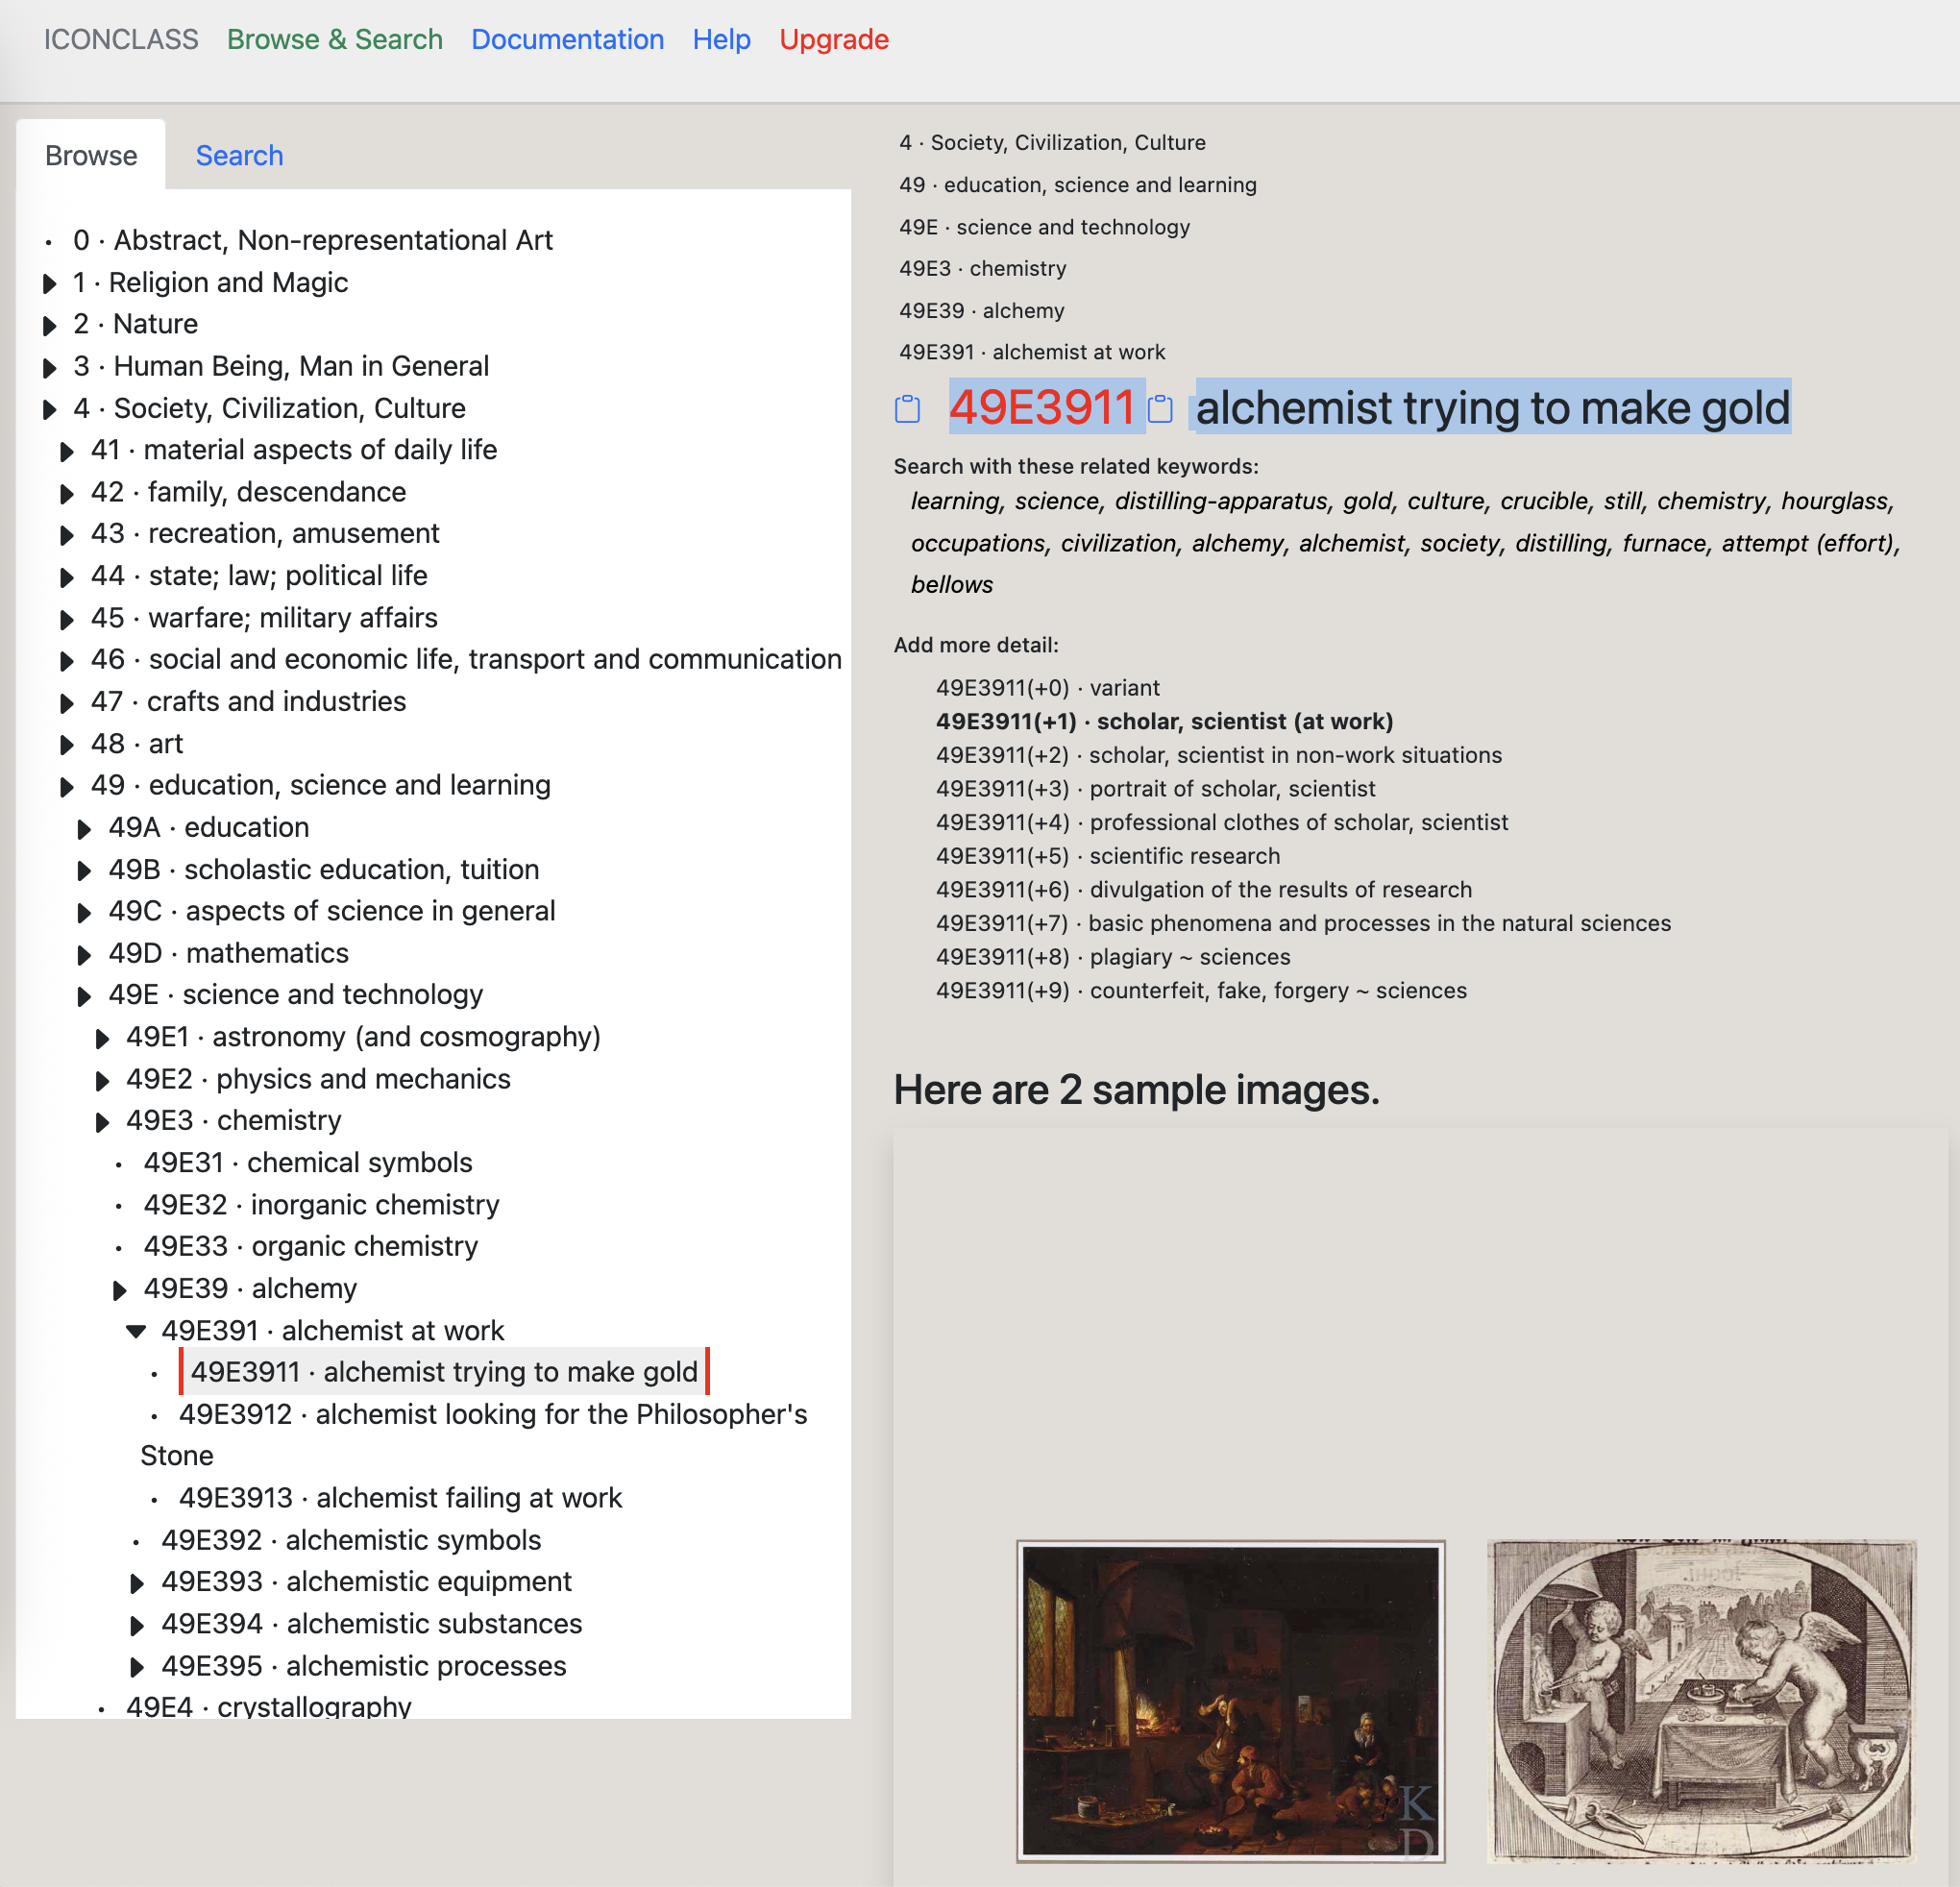 ICONCLASS Browse & Search Documentation Help Upgrade
Browse Search
0 · Abstract, Non-representational Art
1 · Religion and Magic
2 · Nature
3 · Human Being, Man in General
4 · Society, Civilization, Culture
41 · material aspects of daily life
42 · family, descendance
43 · recreation, amusement
44 · state; law; political life
45 · warfare; military affairs
46 · social and economic life, transport and communication
47 · crafts and industries
48 · art
49 · education, science and learning
49A · education
49B · scholastic education, tuition
49C · aspects of science in general
49D · mathematics
49E · science and technology
49E1 · astronomy (and cosmography)
49E2 · physics and mechanics
49E3 · chemistry
49E31 · chemical symbols
49E32 · inorganic chemistry
49E33 · organic chemistry
49E39 · alchemy
49E391 · alchemist at work
49E3911 · alchemist trying to make gold
49E3912 · alchemist looking for the Philosopher's
Stone
49E3913 · alchemist failing at work
49E392 · alchemistic symbols
49E393 · alchemistic equipment
49E394 · alchemistic substances
49E395 · alchemistic processes
49E4 · crystallography
4 · Society, Civilization, Culture
49 · education, science and learning
49E · science and technology
49E3 · chemistry
49E39 · alchemy
49E391 · alchemist at work
49E3911 alchemist trying to make gold
Search with these related keywords:
learning, science, distilling-apparatus, gold, culture, crucible, still, chemistry, hourglass,
occupations, civilization, alchemy, alchemist, society, distilling, furnace, attempt (effort),
bellows
Add more detail:
49E3911(+0) · variant
49E3911(+1) · scholar, scientist (at work)
49E3911(+2) · scholar, scientist in non-work situations
49E3911(+3) · portrait of scholar, scientist
49E3911(+4) · professional clothes of scholar, scientist
49E3911(+5) · scientific research
49E3911(+6) · divulgation of the results of research
49E3911(+7) · basic phenomena and processes in the natural sciences
49E3911(+8) · plagiary ~ sciences
49E3911(+9) · counterfeit, fake, forgery ~ sciences
Here are 2 sample images.
K
D